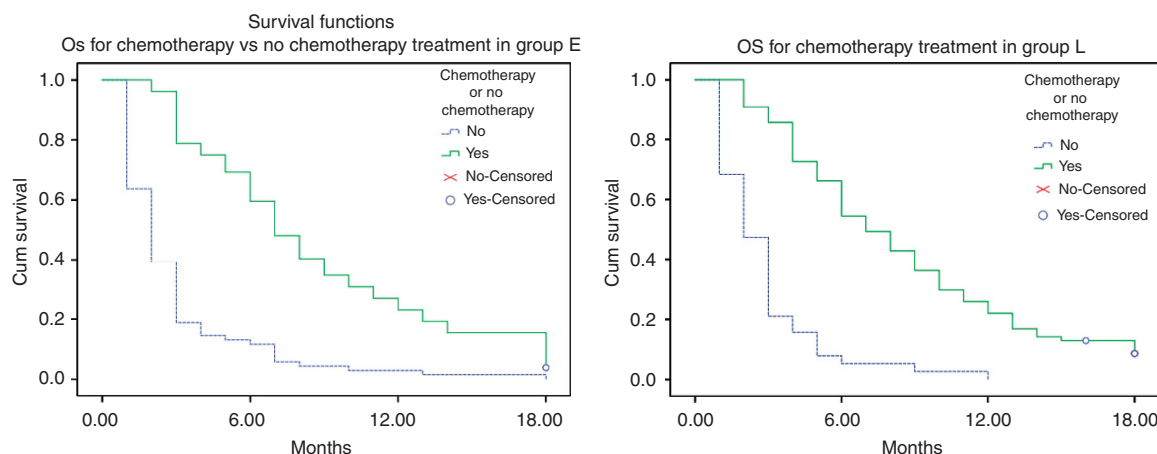 Survival functions
Os for chemotherapy vs no chemotherapy treatment in group E
1.0
0.8
0.6
0.4
0.2
0.0
Cum survival
0.00
6.00
12.00
18.00
Months
Chemotherapy
or no
chemotherapy
No
Yes
No-Censored
Yes-Censored
OS for chemotherapy treatment in group L
1.0
0.8
0.6
0.4
0.2
0.0
Cum survival
0.00
6.00
12.00
18.00
Months
Chemotherapy
or no
chemotherapy
No
Yes
No-Censored
Yes-Censored